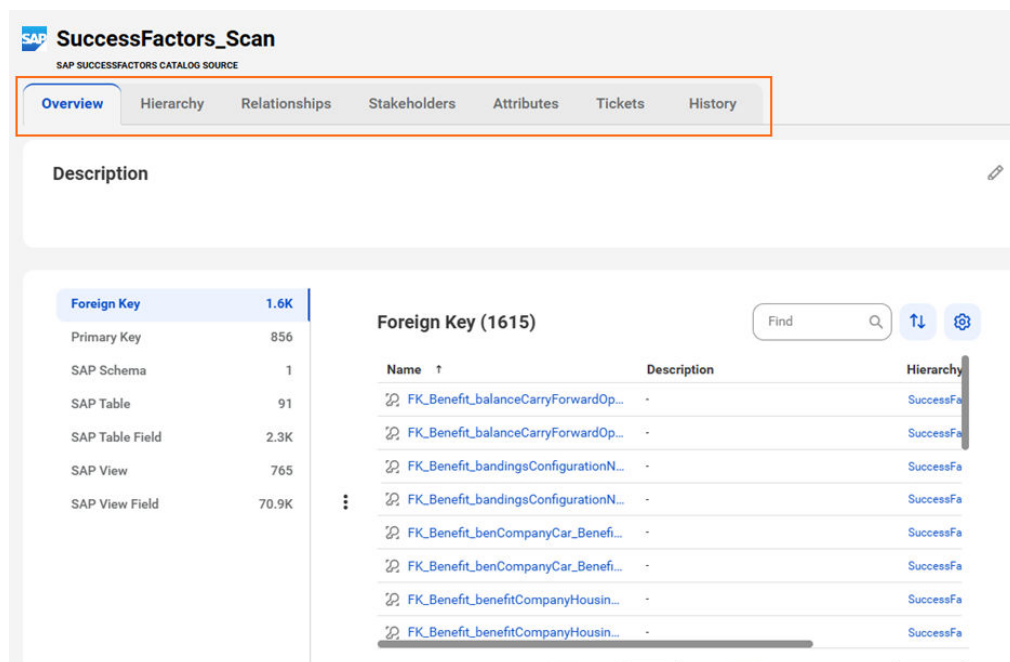 SAP SuccessFactors_Scan
SAP SUCCESSFACTORS CATALOG SOURCE
Overview Hierarchy Relationships Stakeholders Attributes Tickets History
Description
Foreign Key 1.6K
Primary Key 856
SAP Schema 1
SAP Table 91
SAP Table Field 2.3K
SAP View 765
SAP View Field 70.9K
Foreign Key (1615) Find
Name ↑ Description Hierarchy
FK_Benefit_balanceCarryForwardOp... - SuccessFa
FK_Benefit_balanceCarryForwardOp... - SuccessFa
FK_Benefit_bandingsConfigurationN... - SuccessFa
FK_Benefit_bandingsConfigurationN... - SuccessFa
FK_Benefit_benCompanyCar_Benefi... - SuccessFa
FK_Benefit_benCompanyCar_Benefi... - SuccessFa
FK_Benefit_benefitCompanyHousin... - SuccessFa
FK_Benefit_benefitCompanyHousin... - SuccessFa